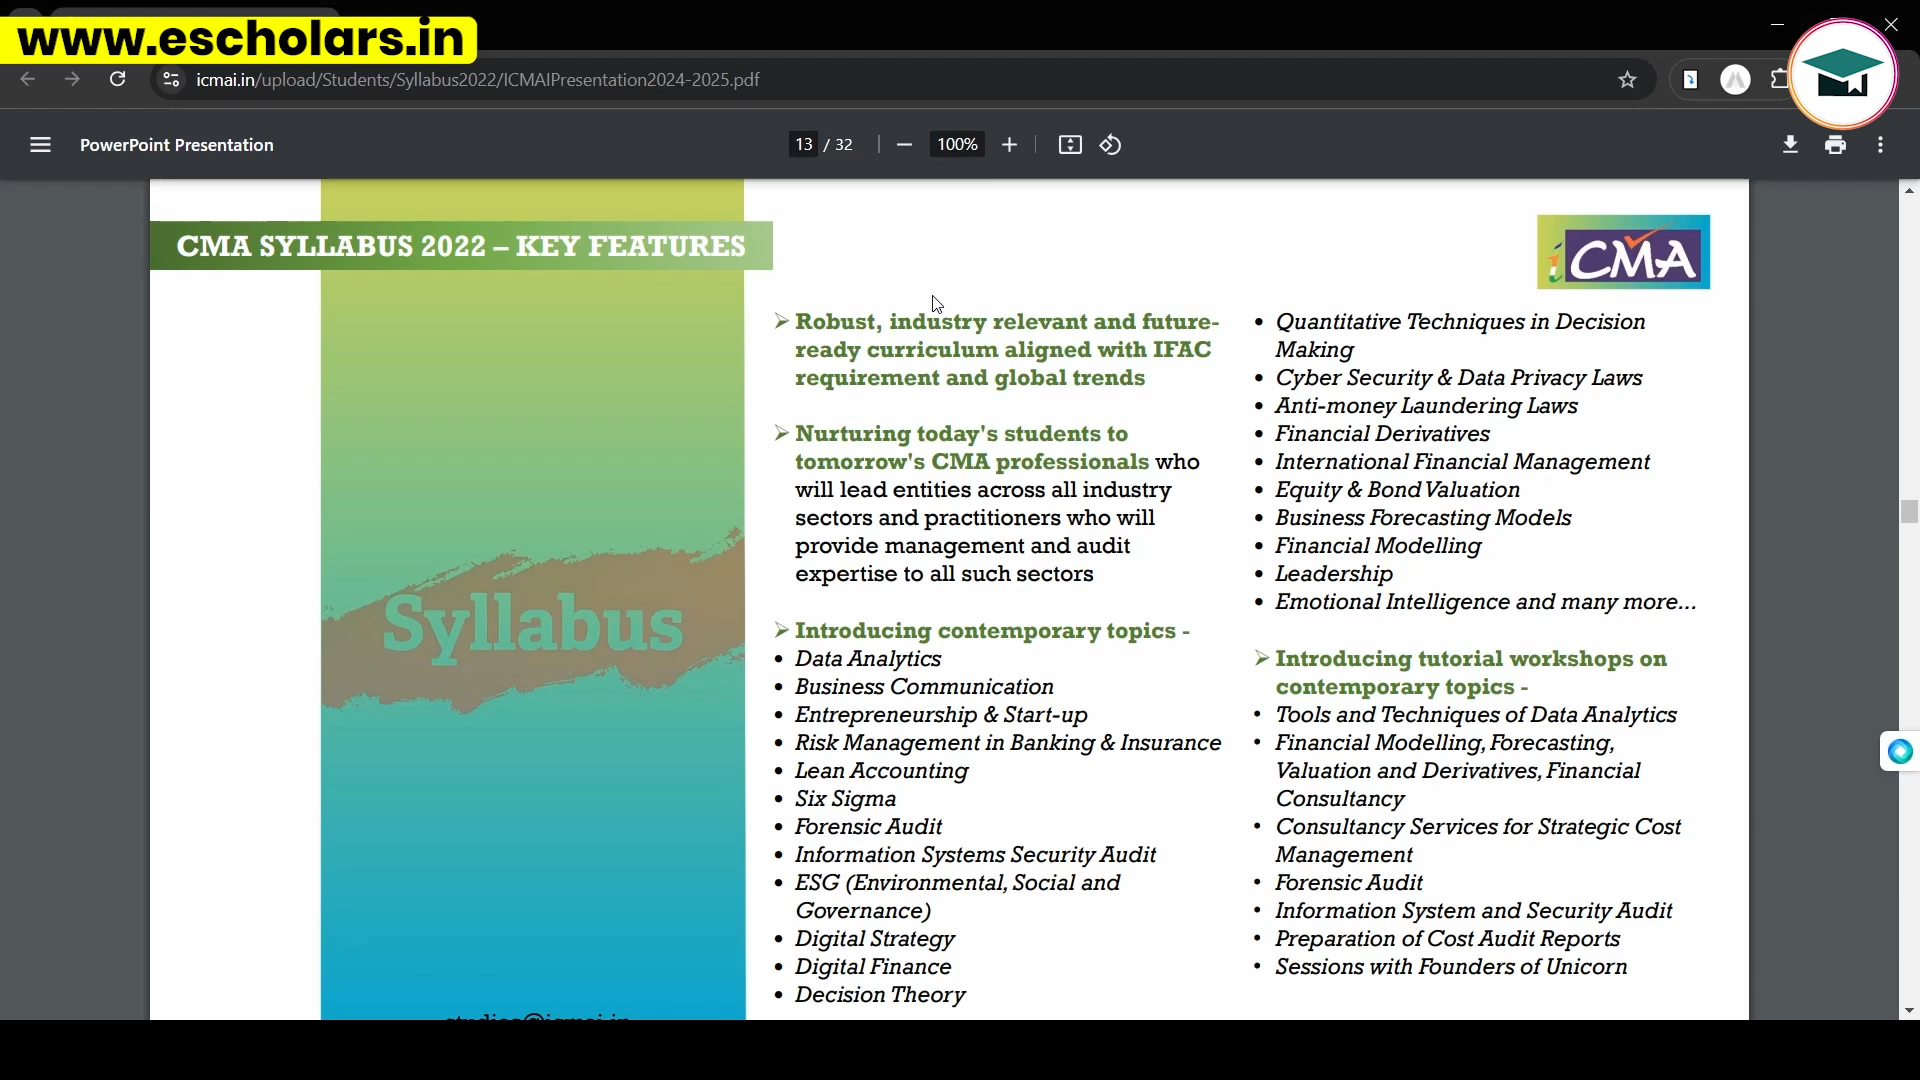 www.escholars.in
icmai.in/upload/Students/Syllabus2022/ICMAIPresentation2024-2025.pdf
PowerPoint Presentation
13 / 32
100%
CMA SYLLABUS 2022 – KEY FEATURES
iCMA
Syllabus
➢ Robust, industry relevant and future-
ready curriculum aligned with IFAC
requirement and global trends
➢ Nurturing today's students to
tomorrow's CMA professionals who
will lead entities across all industry
sectors and practitioners who will
provide management and audit
expertise to all such sectors
➢ Introducing contemporary topics -
• Data Analytics
• Business Communication
• Entrepreneurship & Start-up
• Risk Management in Banking & Insurance
• Lean Accounting
• Six Sigma
• Forensic Audit
• Information Systems Security Audit
• ESG (Environmental, Social and
Governance)
• Digital Strategy
• Digital Finance
• Decision Theory
• Quantitative Techniques in Decision
Making
• Cyber Security & Data Privacy Laws
• Anti-money Laundering Laws
• Financial Derivatives
• International Financial Management
• Equity & Bond Valuation
• Business Forecasting Models
• Financial Modelling
• Leadership
• Emotional Intelligence and many more...
➢ Introducing tutorial workshops on
contemporary topics -
• Tools and Techniques of Data Analytics
• Financial Modelling, Forecasting,
Valuation and Derivatives, Financial
Consultancy
• Consultancy Services for Strategic Cost
Management
• Forensic Audit
• Information System and Security Audit
• Preparation of Cost Audit Reports
• Sessions with Founders of Unicorn